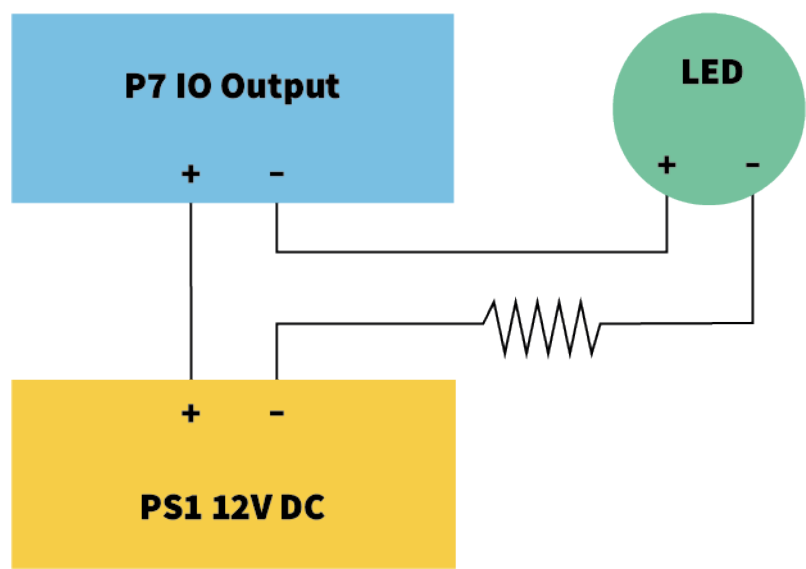 P7 IO Output
+ –
LED
+ –
+ –
PS1 12V DC